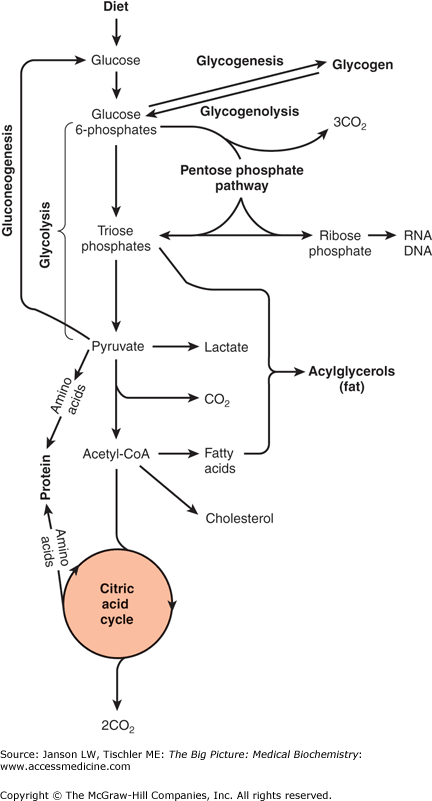 Diet
Glucose
Glycogenesis
Glycogen
Glycogenolysis
Glucose
6-phosphates
3CO₂
Pentose phosphate
pathway
Gluconeogenesis
Glycolysis
Triose
phosphates
Ribose
phosphate
RNA
DNA
Pyruvate
Lactate
Acylglycerols
(fat)
Amino
acids
CO₂
Acetyl-CoA
Fatty
acids
Protein
Cholesterol
Amino
acids
Citric
acid
cycle
2CO₂
Source: Janson LW, Tischler ME: The Big Picture: Medical Biochemistry:
www.accessmedicine.com
Copyright © The McGraw-Hill Companies, Inc. All rights reserved.